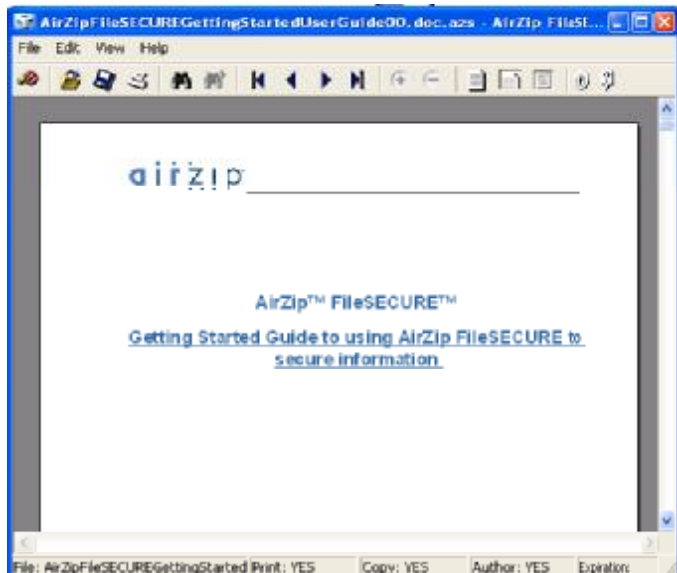 AirZipFileSECUREGettingStartedUserGuide00.doc.azs - AirZip FileSE...
File Edit View Help
airzip
AirZip™ FileSECURE™
Getting Started Guide to using AirZip FileSECURE to
secure information
File: AirZipFileSECUREGettingStarted Print: YES Copy: YES Author: YES Expiration: